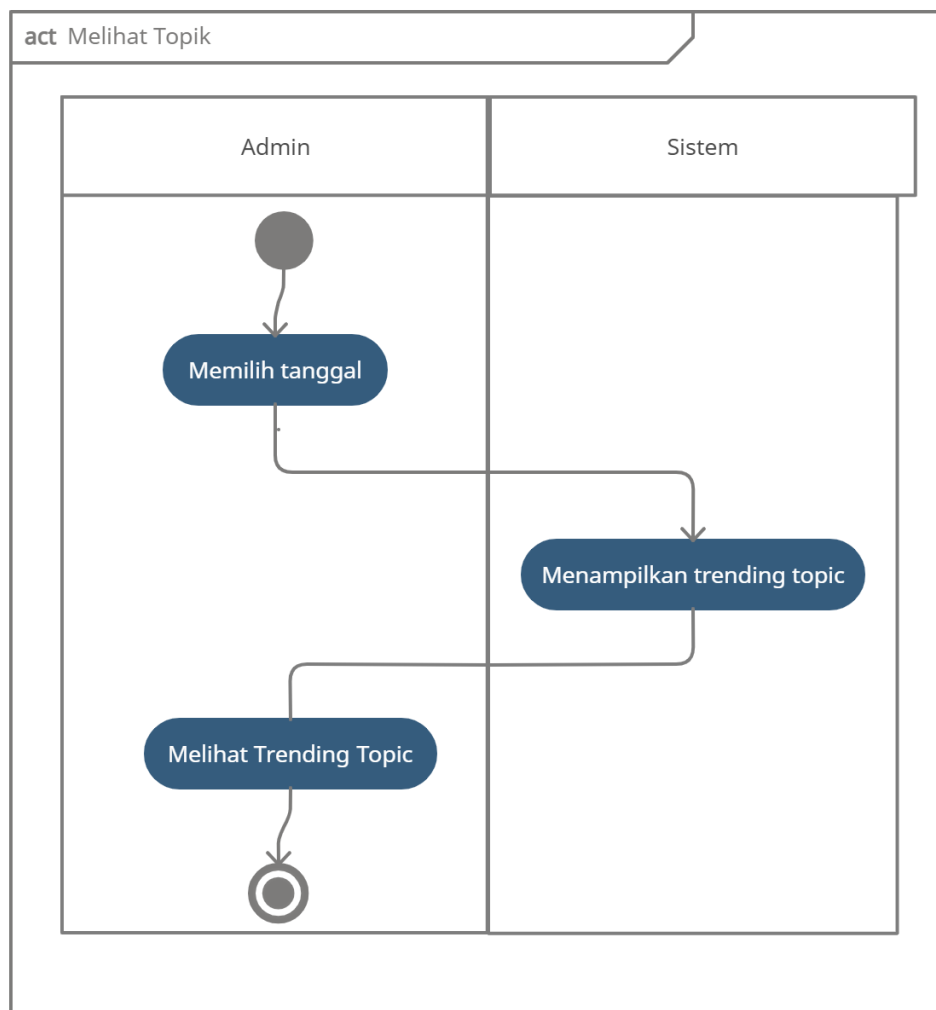 act Melihat Topik
Admin
Sistem
Memilih tanggal
Menampilkan trending topic
Melihat Trending Topic